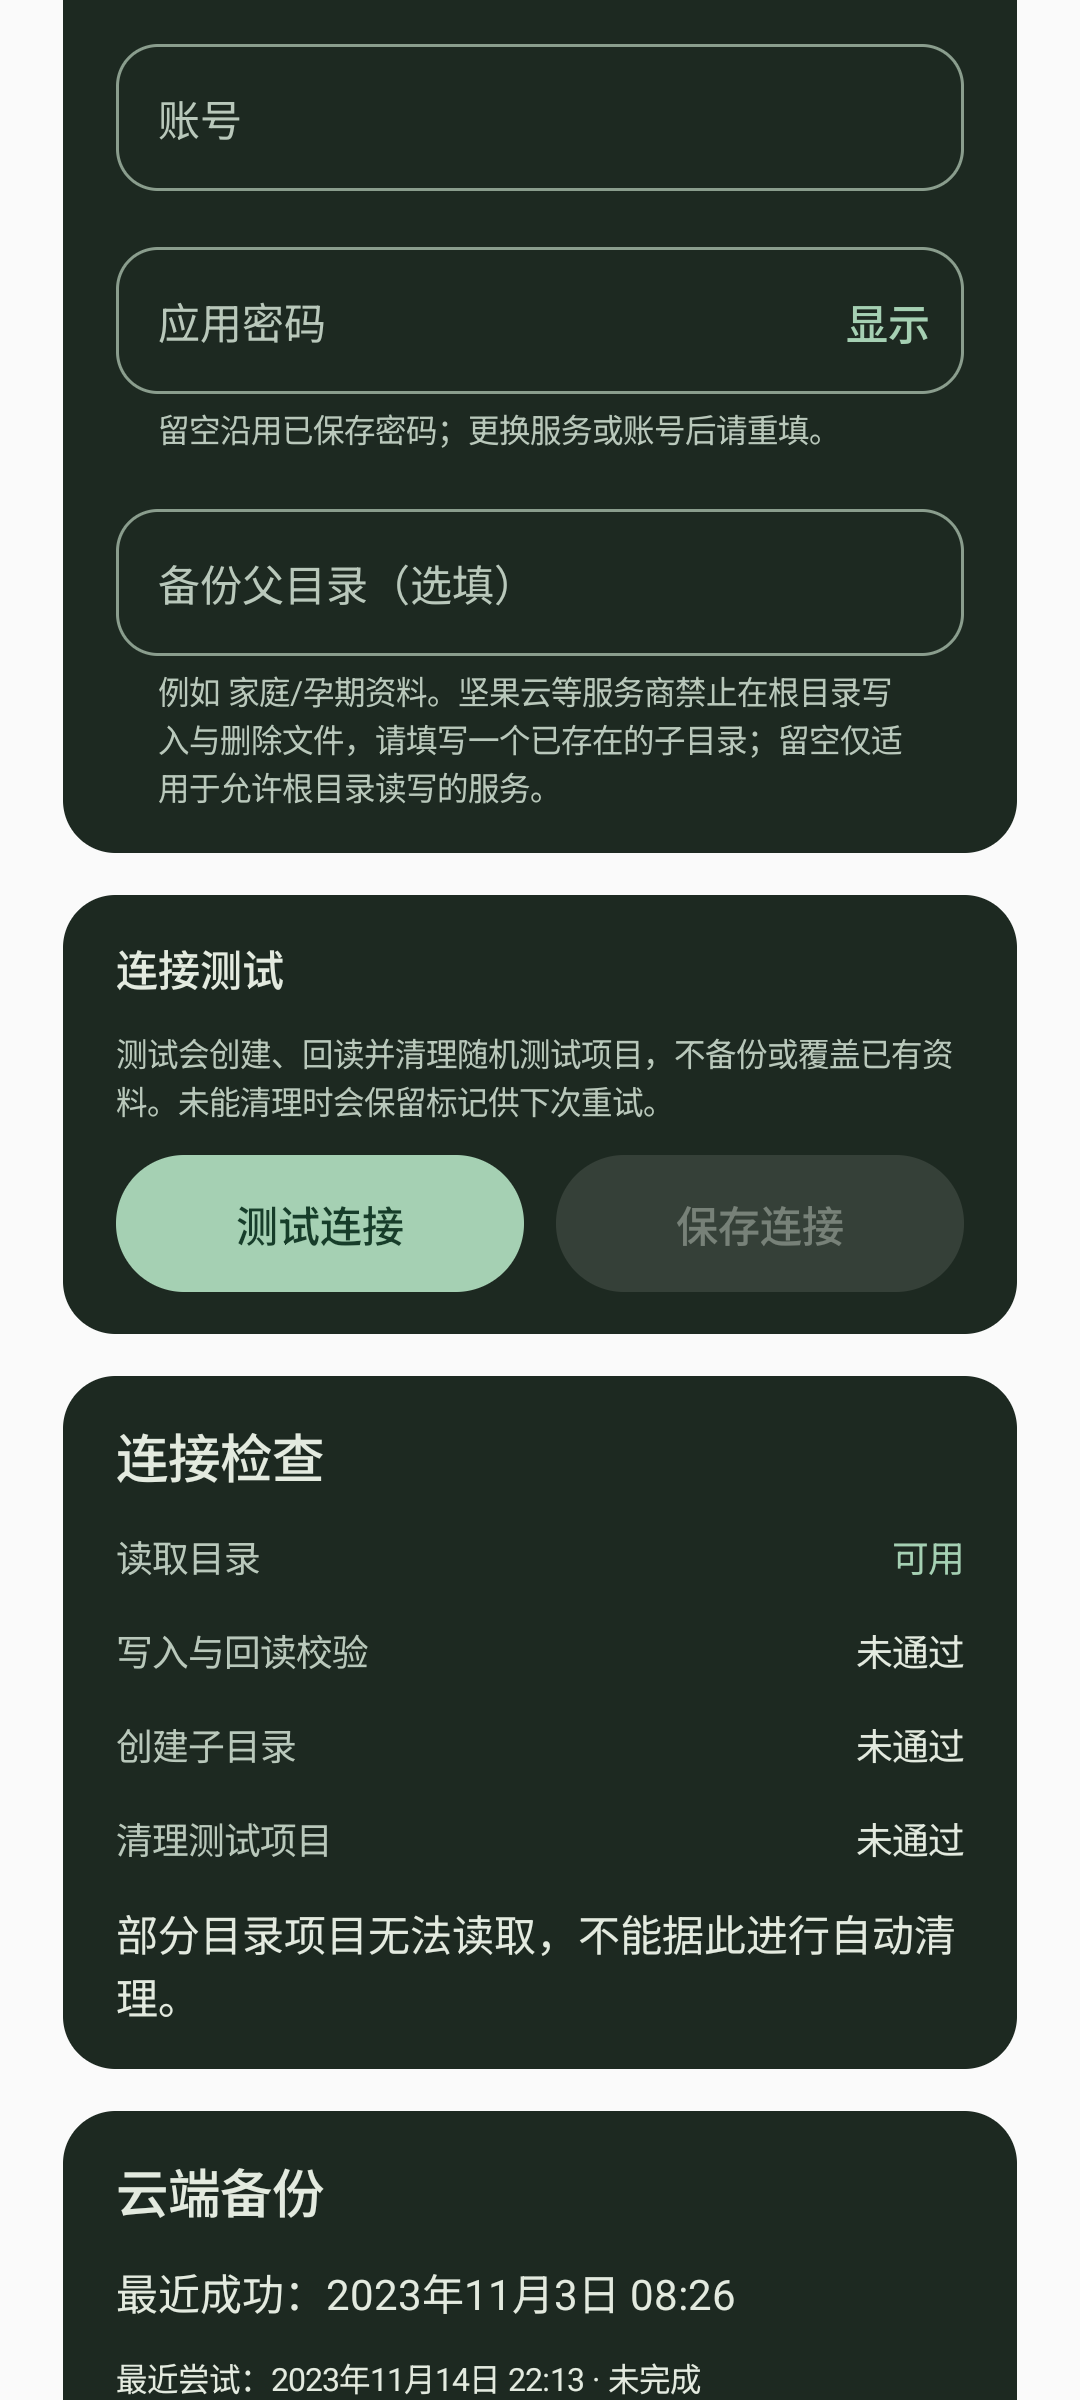 账号
应用密码
显示
留空沿用已保存密码；更换服务或账号后请重填。
备份父目录（选填）
例如 家庭/孕期资料。坚果云等服务商禁止在根目录写
入与删除文件，请填写一个已存在的子目录；留空仅适
用于允许根目录读写的服务。
连接测试
测试会创建、回读并清理随机测试项目，不备份或覆盖已有资
料。未能清理时会保留标记供下次重试。
测试连接
保存连接
连接检查
读取目录
可用
写入与回读校验
未通过
创建子目录
未通过
清理测试项目
未通过
部分目录项目无法读取，不能据此进行自动清
理。
云端备份
最近成功：2023年11月3日 08:26
最近尝试：2023年11月14日 22:13 · 未完成